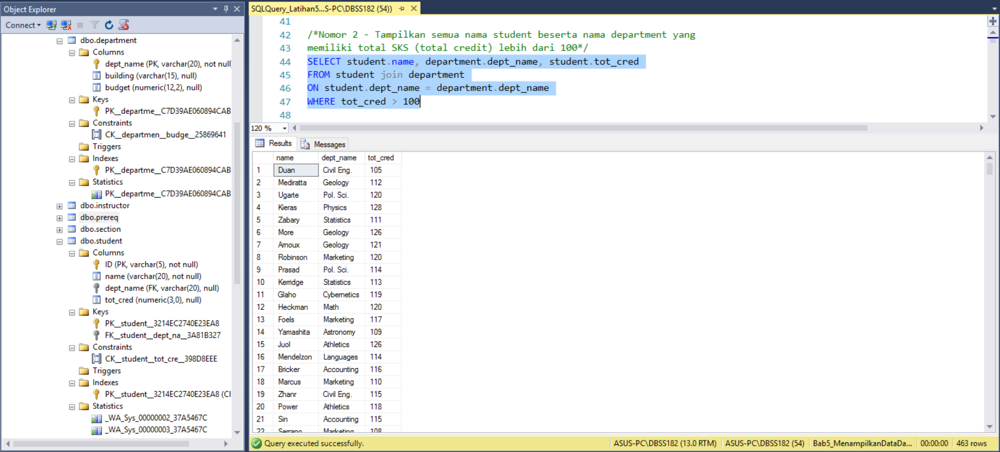 Object Explorer
Connect
dbo.department
Columns
dept_name (PK, varchar(20), not null
building (varchar(15), null)
budget (numeric(12,2), null)
Keys
PK__departme__C7D39AE060894CAB
Constraints
CK__departmen__budge__25869641
Triggers
Indexes
PK__departme__C7D39AE060894CAB
Statistics
PK__departme__C7D39AE060894CAB
dbo.instructor
dbo.prereq
dbo.section
dbo.student
Columns
ID (PK, varchar(5), not null)
name (varchar(20), not null)
dept_name (FK, varchar(20), null)
tot_cred (numeric(3,0), null)
Keys
PK__student__3214EC2740E23EA8
FK__student__dept_na__3A81B327
Constraints
CK__student__tot_cre__398D8EEE
Triggers
Indexes
PK__student__3214EC2740E23EA8 (Cl
Statistics
_WA_Sys_00000002_37A5467C
_WA_Sys_00000003_37A5467C
SQLQuery_Latihan5...S-PC\DBSS182 (54))
41
42 /*Nomor 2 - Tampilkan semua nama student beserta nama department yang
43 memiliki total SKS (total credit) lebih dari 100*/
44 SELECT student.name, department.dept_name, student.tot_cred
45 FROM student join department
46 ON student.dept_name = department.dept_name
47 WHERE tot_cred > 100
48
120 %
Results Messages
name dept_name tot_cred
1 Duan Civil Eng. 105
2 Mediratta Geology 112
3 Ugarte Pol. Sci. 120
4 Kieras Physics 128
5 Zabary Statistics 111
6 More Geology 126
7 Arnoux Geology 121
8 Robinson Marketing 120
9 Prasad Pol. Sci. 114
10 Kerridge Statistics 113
11 Glaho Cybernetics 119
12 Heckman Math 120
13 Foels Marketing 117
14 Yamashita Astronomy 109
15 Juol Athletics 126
16 Mendelzon Languages 114
17 Bricker Accounting 116
18 Marcus Marketing 110
19 Zhanr Civil Eng. 115
20 Power Athletics 118
21 Sin Accounting 115
22 Serrano Marketing 108
Query executed successfully.
ASUS-PC\DBSS182 (13.0 RTM) ASUS-PC\DBSS182 (54) Bab5_MenampilkanDataDa... 00:00:00 463 rows